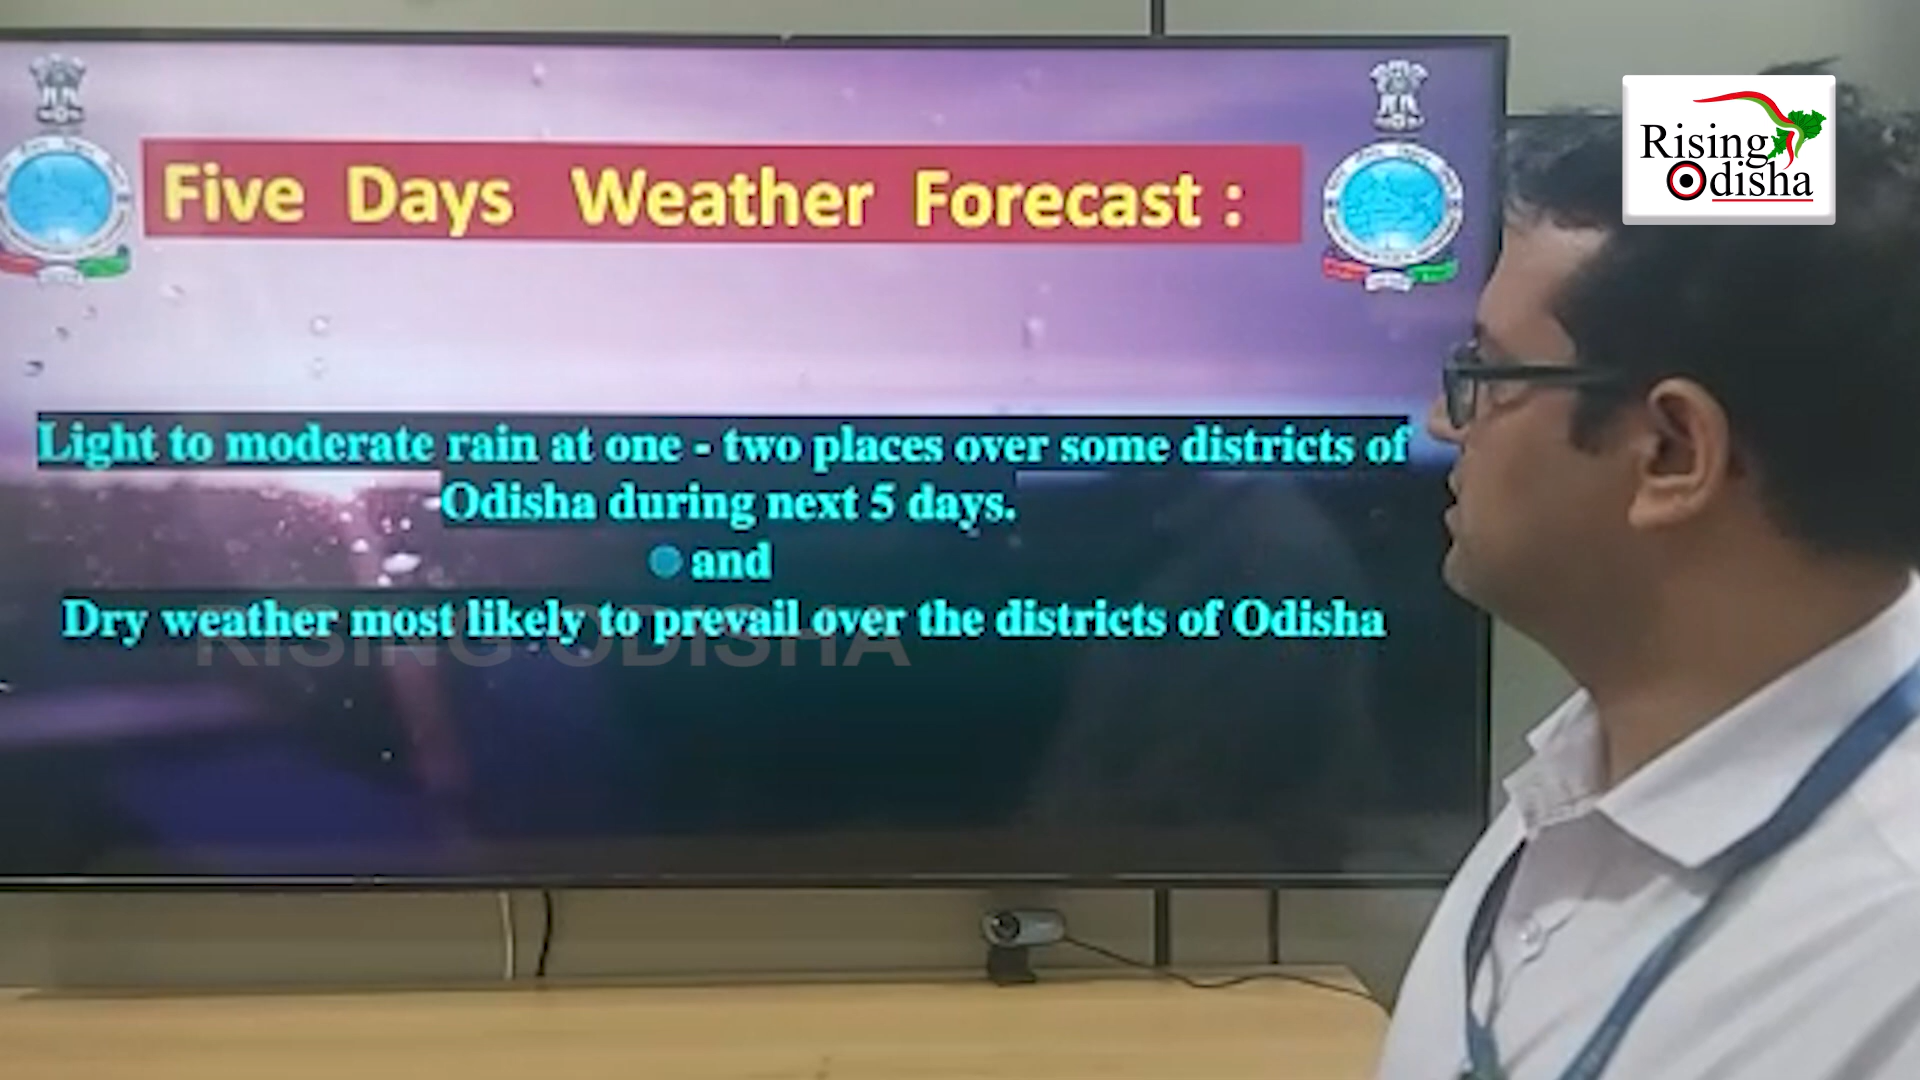 Rising
Odisha
Five Days Weather Forecast :
Light to moderate rain at one - two places over some districts of
Odisha during next 5 days.
and
Dry weather most likely to prevail over the districts of Odisha
RISING ODISHA